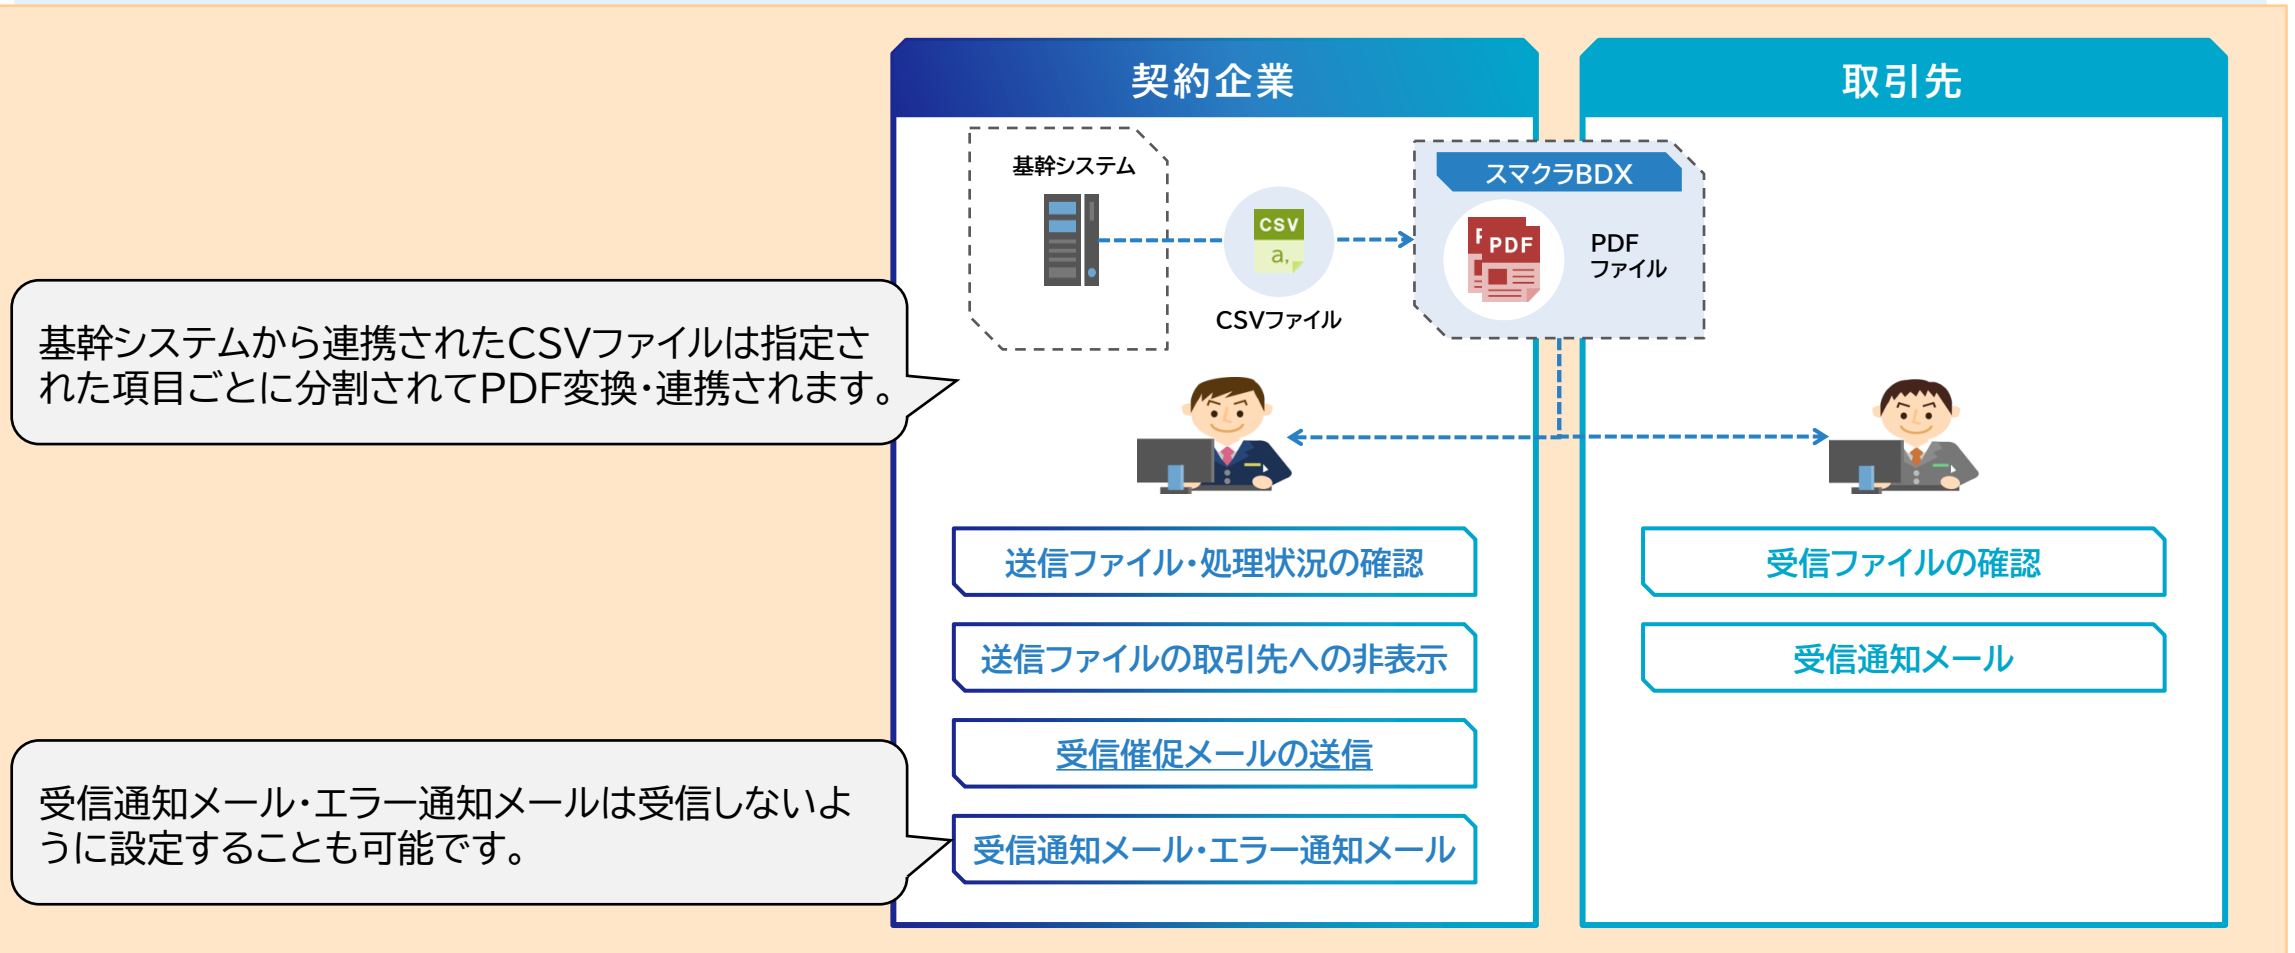 契約企業
取引先
基幹システム
スマクラBDX
CSV
a,
PDF
PDF
ファイル
CSVファイル
基幹システムから連携されたCSVファイルは指定さ
れた項目ごとに分割されてPDF変換・連携されます。
送信ファイル・処理状況の確認
受信ファイルの確認
送信ファイルの取引先への非表示
受信通知メール
受信催促メールの送信
受信通知メール・エラー通知メールは受信しないよ
うに設定することも可能です。
受信通知メール・エラー通知メール